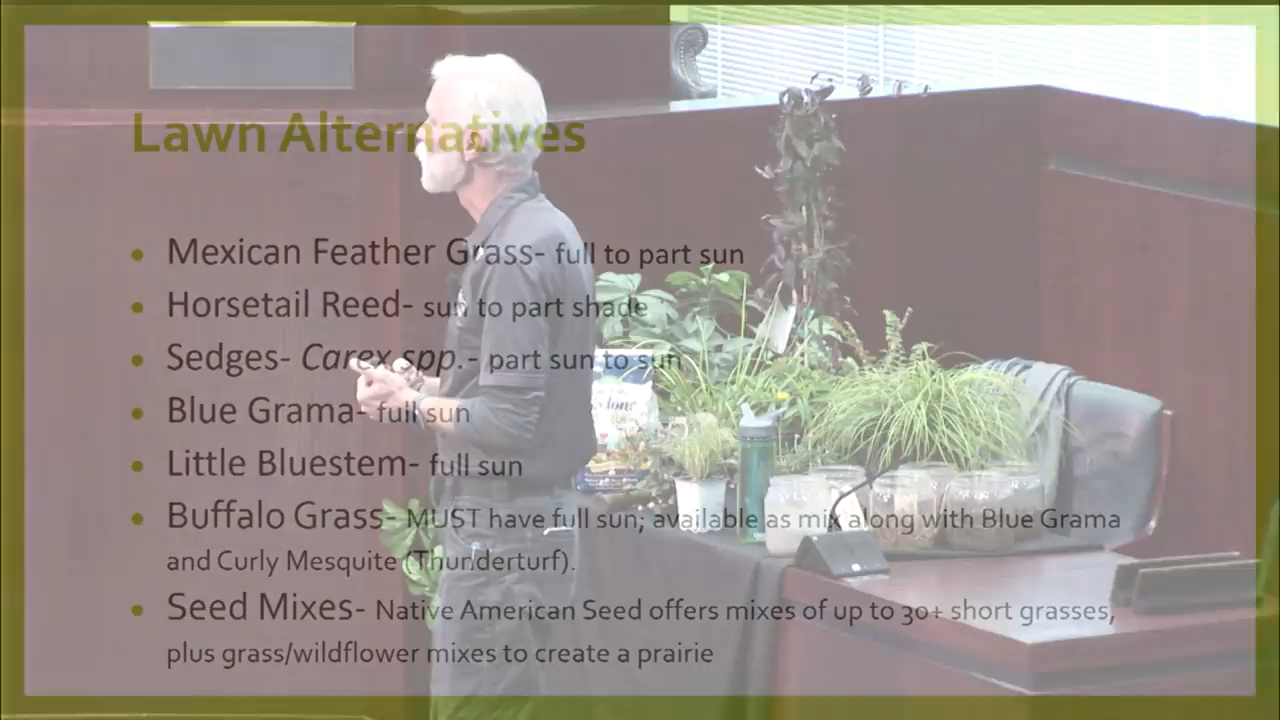 Lawn Alternatives
• Mexican Feather Grass- full to part sun
• Horsetail Reed- sun to part shade
• Sedges- Carex spp.- part sun to sun
• Blue Grama- full sun
• Little Bluestem- full sun
• Buffalo Grass- MUST have full sun; available as mix along with Blue Grama
and Curly Mesquite (Thunderturf).
• Seed Mixes- Native American Seed offers mixes of up to 30+ short grasses,
plus grass/wildflower mixes to create a prairie